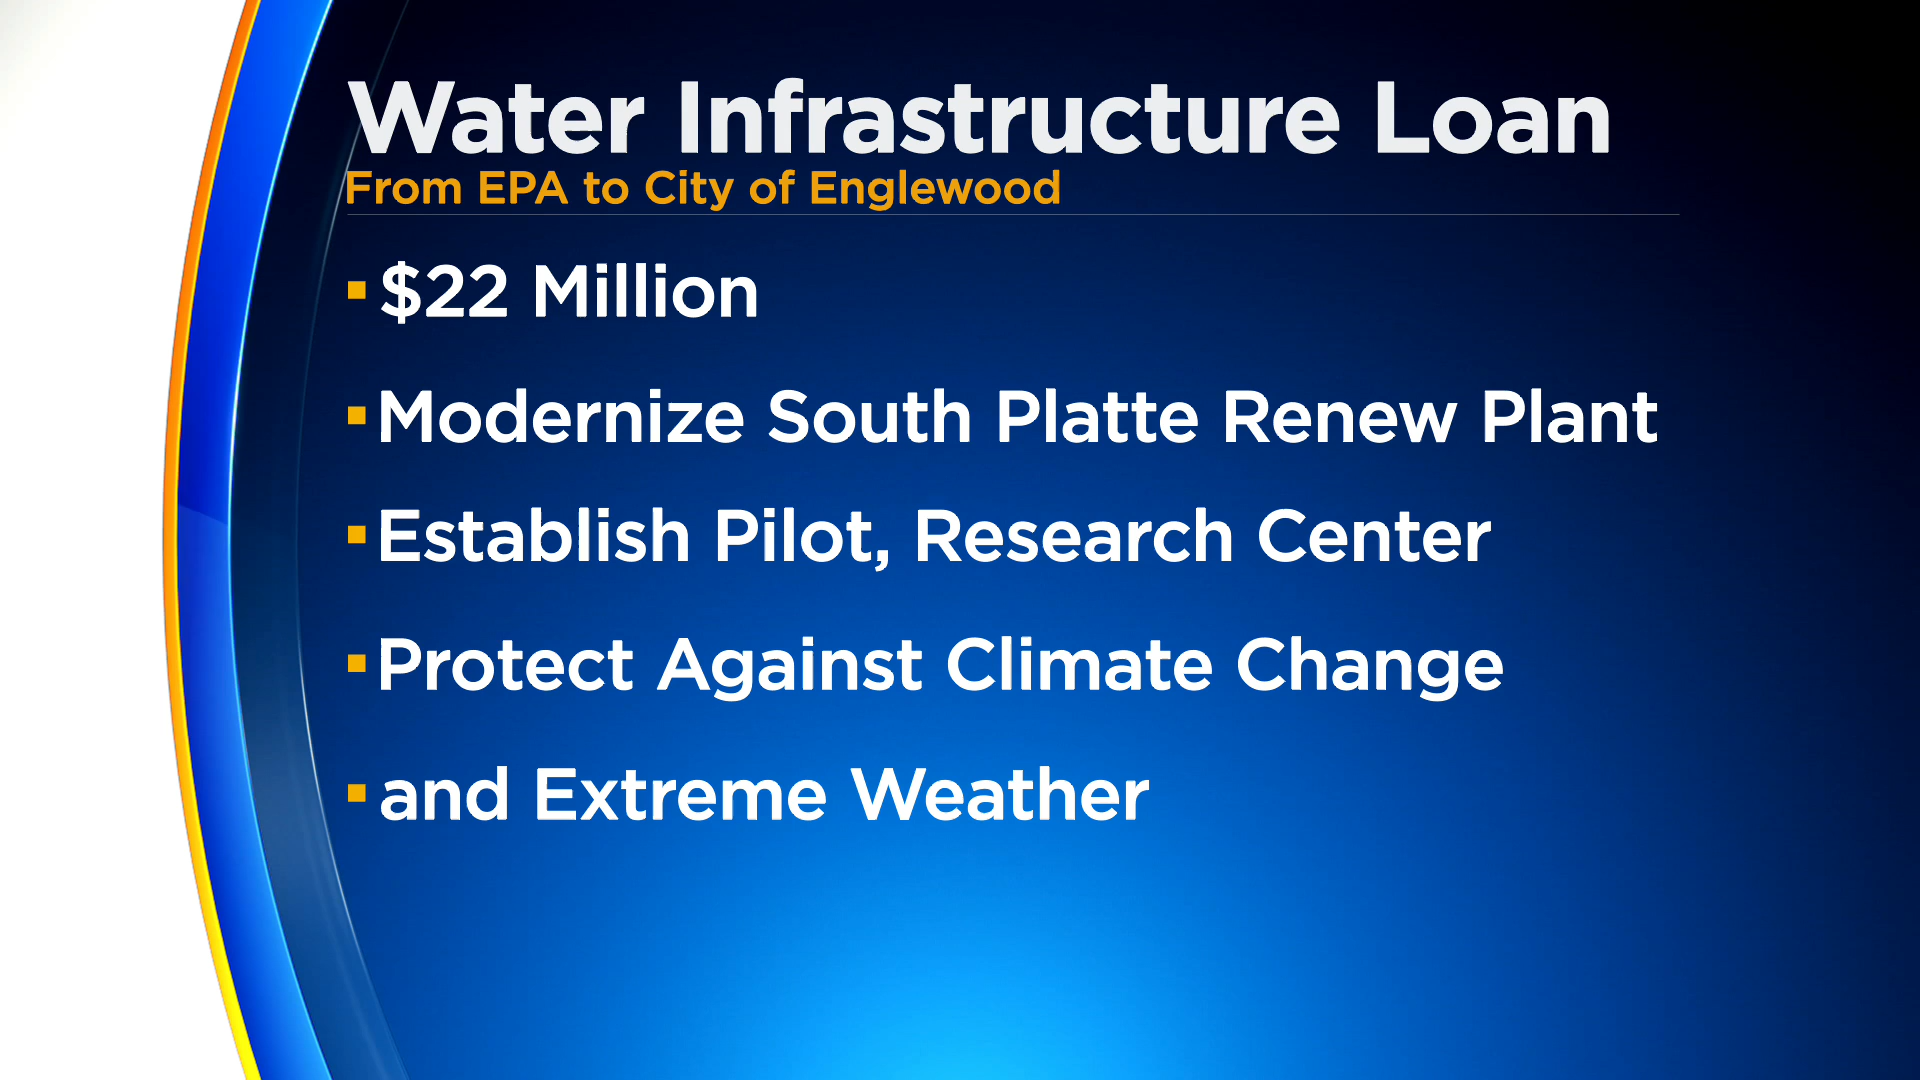 Water Infrastructure Loan
From EPA to City of Englewood
▪ $22 Million
▪ Modernize South Platte Renew Plant
▪ Establish Pilot, Research Center
▪ Protect Against Climate Change
▪ and Extreme Weather